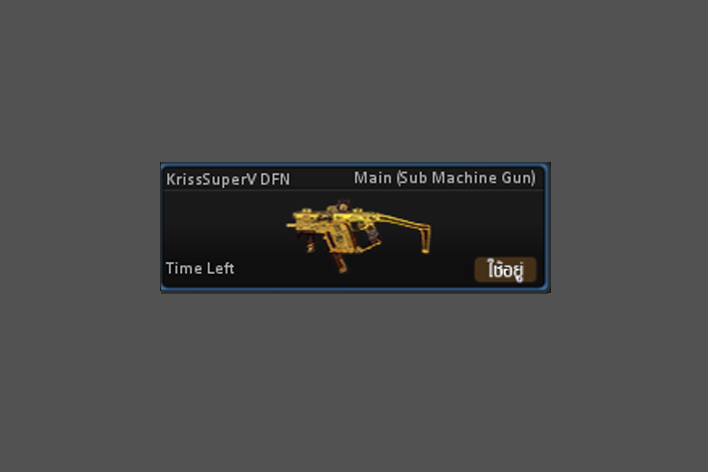 KrissSuperV DFN Main (Sub Machine Gun)
Time Left ใช้อยู่